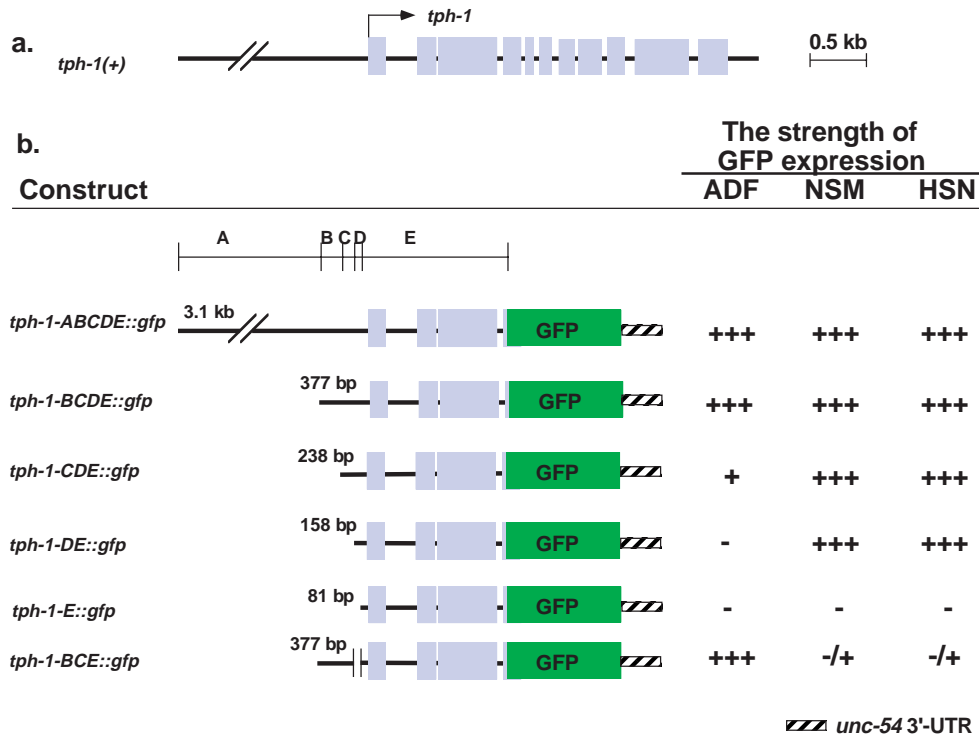 a.
tph-1
tph-1(+)
0.5 kb
b.
The strength of
GFP expression
Construct
ADF NSM HSN
A B C D E
tph-1-ABCDE::gfp 3.1 kb GFP +++ +++ +++
tph-1-BCDE::gfp 377 bp GFP +++ +++ +++
tph-1-CDE::gfp 238 bp GFP + +++ +++
tph-1-DE::gfp 158 bp GFP - +++ +++
tph-1-E::gfp 81 bp GFP - - -
tph-1-BCE::gfp 377 bp GFP +++ -/+ -/+
unc-54 3'-UTR